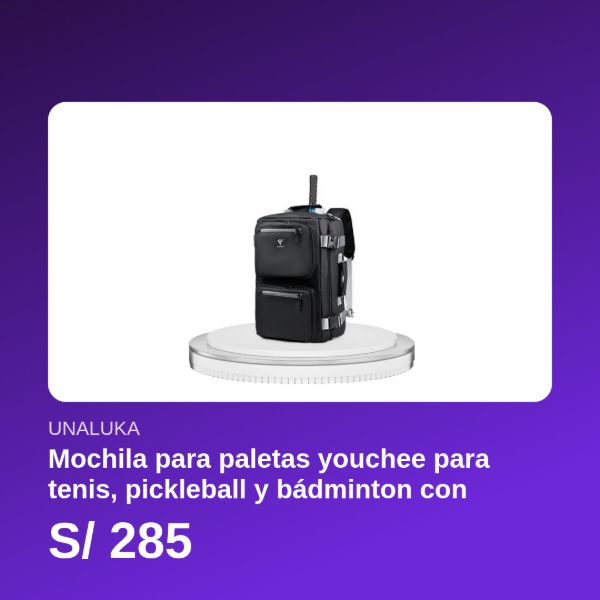 UNALUKA
Mochila para paletas youchee para
tenis, pickleball y bádminton con
S/ 285